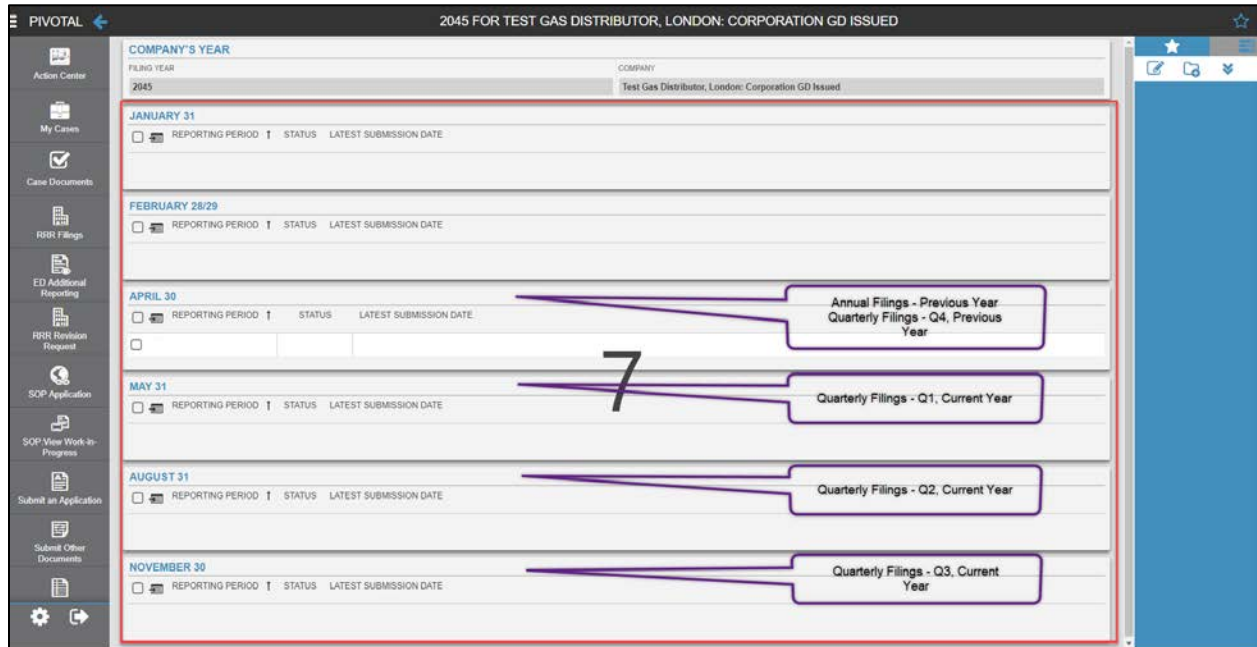 PIVOTAL
2045 FOR TEST GAS DISTRIBUTOR, LONDON: CORPORATION GD ISSUED
Action Center
My Cases
Case Documents
RRR Filings
ED Additional
Reporting
RRR Revision
Request
SOP Application
SOP:View Work-in-
Progress
Submit an Application
Submit Other
Documents
COMPANY'S YEAR
FILING YEAR COMPANY
2045 Test Gas Distributor, London: Corporation GD Issued
JANUARY 31
REPORTING PERIOD STATUS LATEST SUBMISSION DATE
FEBRUARY 28/29
REPORTING PERIOD STATUS LATEST SUBMISSION DATE
APRIL 30
REPORTING PERIOD STATUS LATEST SUBMISSION DATE
Annual Filings - Previous Year
Quarterly Filings - Q4, Previous
Year
7
MAY 31
REPORTING PERIOD STATUS LATEST SUBMISSION DATE
Quarterly Filings - Q1, Current Year
AUGUST 31
REPORTING PERIOD STATUS LATEST SUBMISSION DATE
Quarterly Filings - Q2, Current Year
NOVEMBER 30
REPORTING PERIOD STATUS LATEST SUBMISSION DATE
Quarterly Filings - Q3, Current
Year